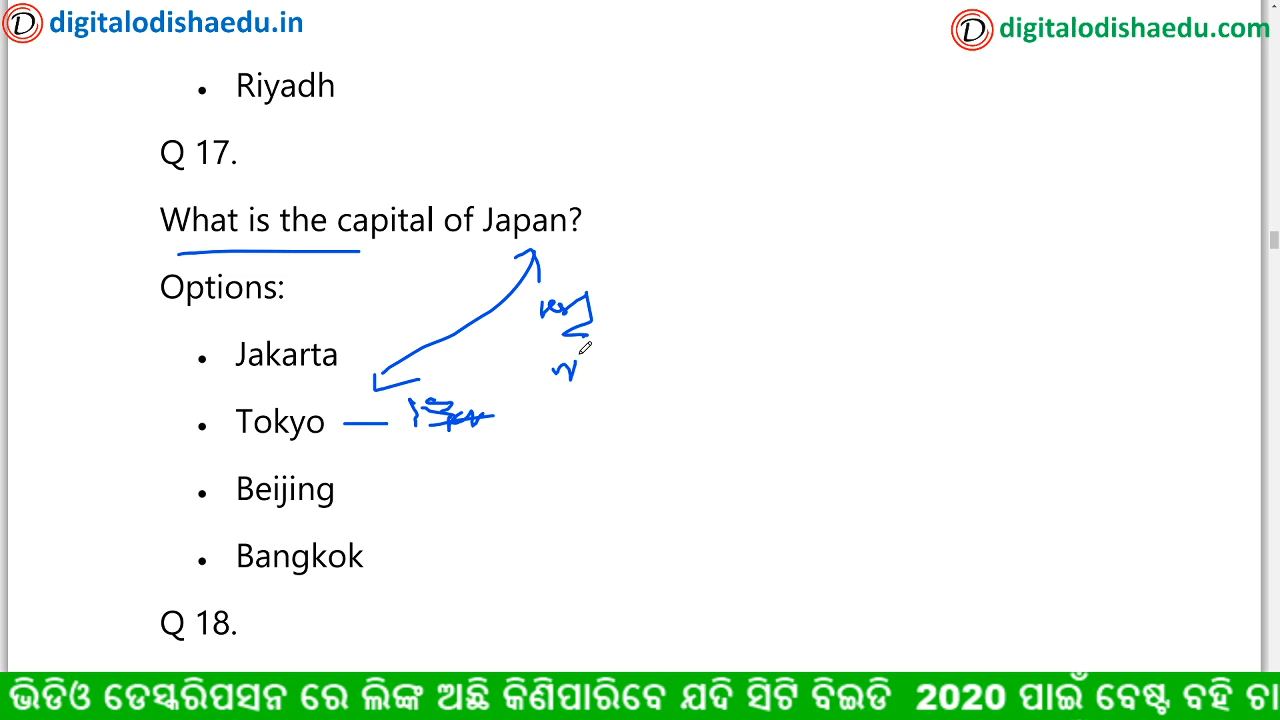 digitalodishaedu.in
digitalodishaedu.com
• Riyadh
Q 17.
What is the capital of Japan?
Options:
• Jakarta
• Tokyo
• Beijing
• Bangkok
Q 18.
ଭିଡିଓ ଡେସ୍କରିପସନ ରେ ଲିଙ୍କ ଅଛି କିଣିପାରିବେ ଯଦି ସିଟି ବିଇଡି 2020 ପାଇଁ ବେଷ୍ଟ ବହି ଚା